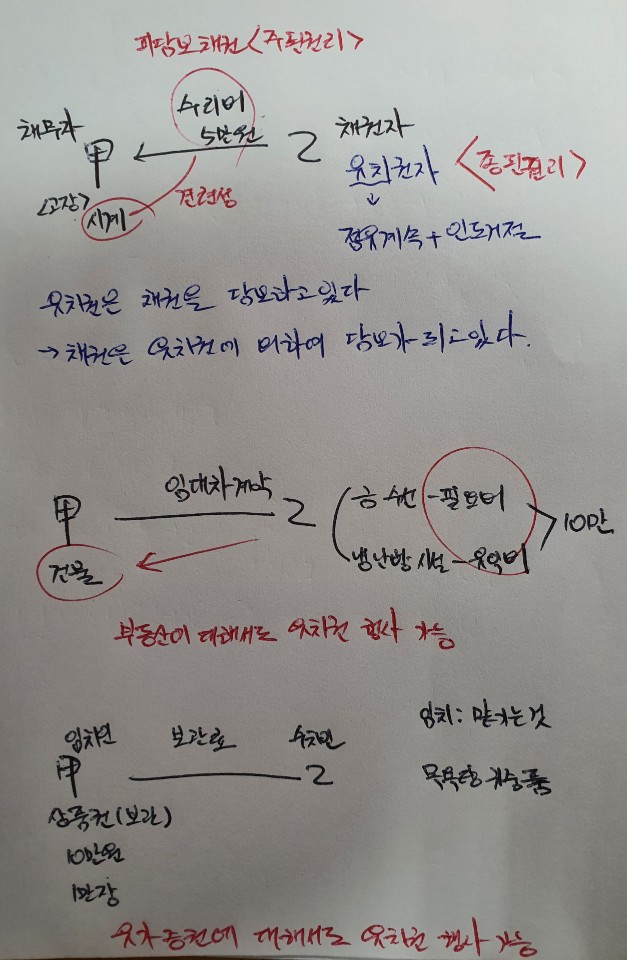 피담보채권 <주된권리>
수리비
5만원
채무자
甲 ← 乙
채권자
유치권자 <종된권리>
↓
<고장>
시계
견련성
점유계속 + 인도거절
유치권은 채권을 담보하고 있다
→ 채권은 유치권에 의하여 담보가 되고 있다.
甲 임대차계약 乙
수선 - 필요비
냉난방 시설 - 유익비
> 10만
건물
부동산에 대해서도 유치권 행사 가능
임치인 보관료 수치인
甲 乙
임치: 맡기는것
목욕탕 귀중품
상품권(보관)
10만원
1만장
유가증권에 대해서도 유치권 행사 가능